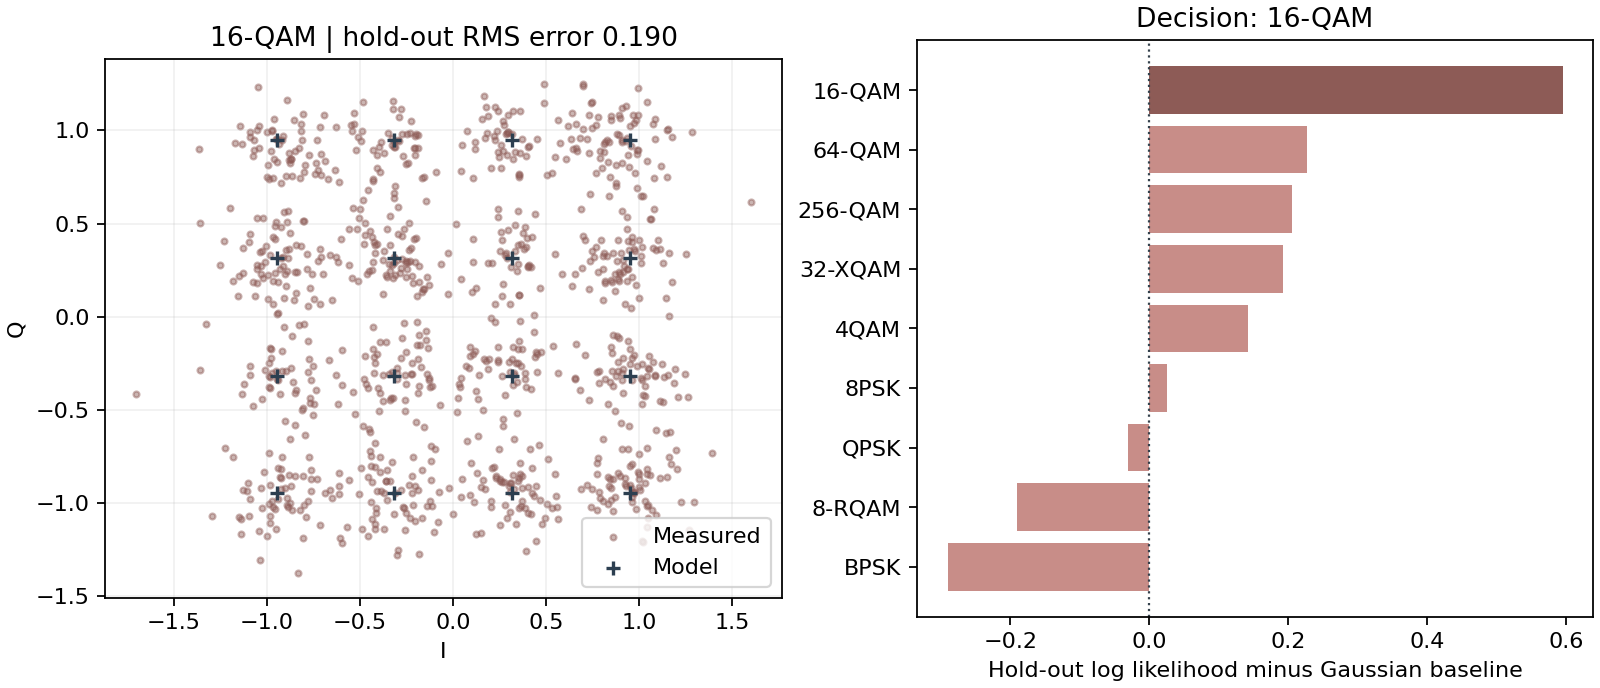 16-QAM | hold-out RMS error 0.190
1.0
0.5
0.0
−0.5
−1.0
−1.5
Q
−1.5
−1.0
−0.5
0.0
0.5
1.0
1.5
I
Measured
Model
Decision: 16-QAM
16-QAM
64-QAM
256-QAM
32-XQAM
4QAM
8PSK
QPSK
8-RQAM
BPSK
−0.2
0.0
0.2
0.4
0.6
Hold-out log likelihood minus Gaussian baseline